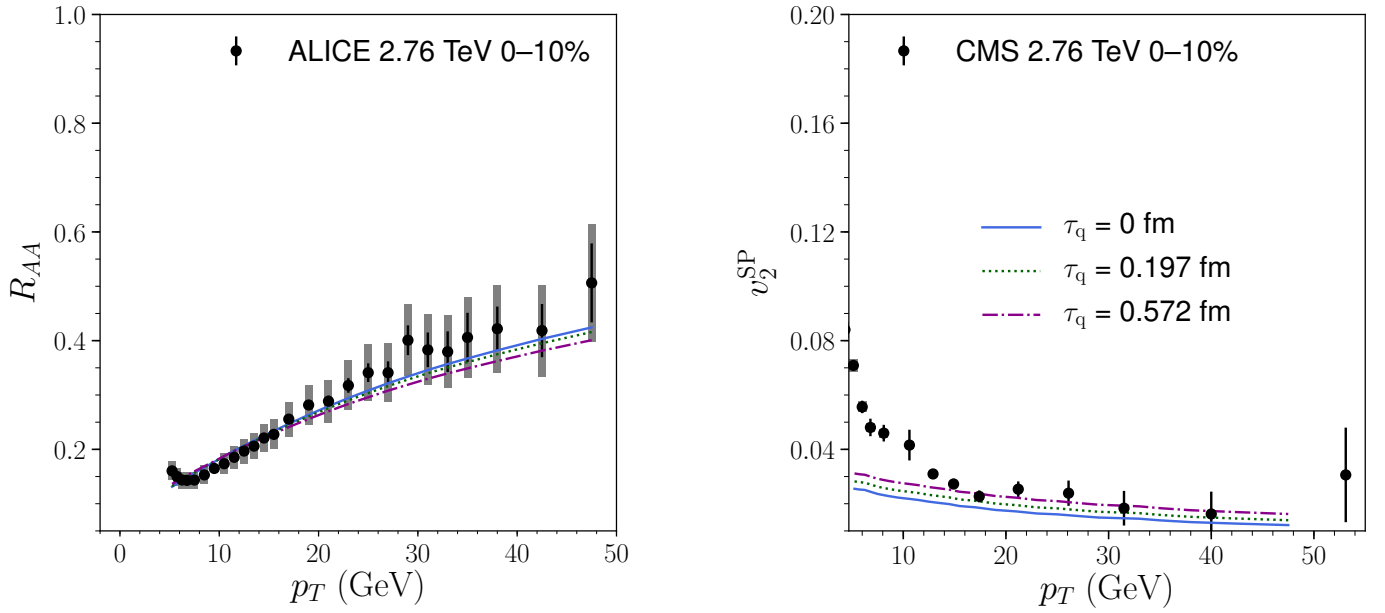 ALICE 2.76 TeV 0–10%
1.0
0.8
0.6
0.4
0.2
R_AA
0 10 20 30 40 50
p_T (GeV)
CMS 2.76 TeV 0–10%
0.20
0.16
0.12
0.08
0.04
v_2^SP
τ_q = 0 fm
τ_q = 0.197 fm
τ_q = 0.572 fm
10 20 30 40 50
p_T (GeV)